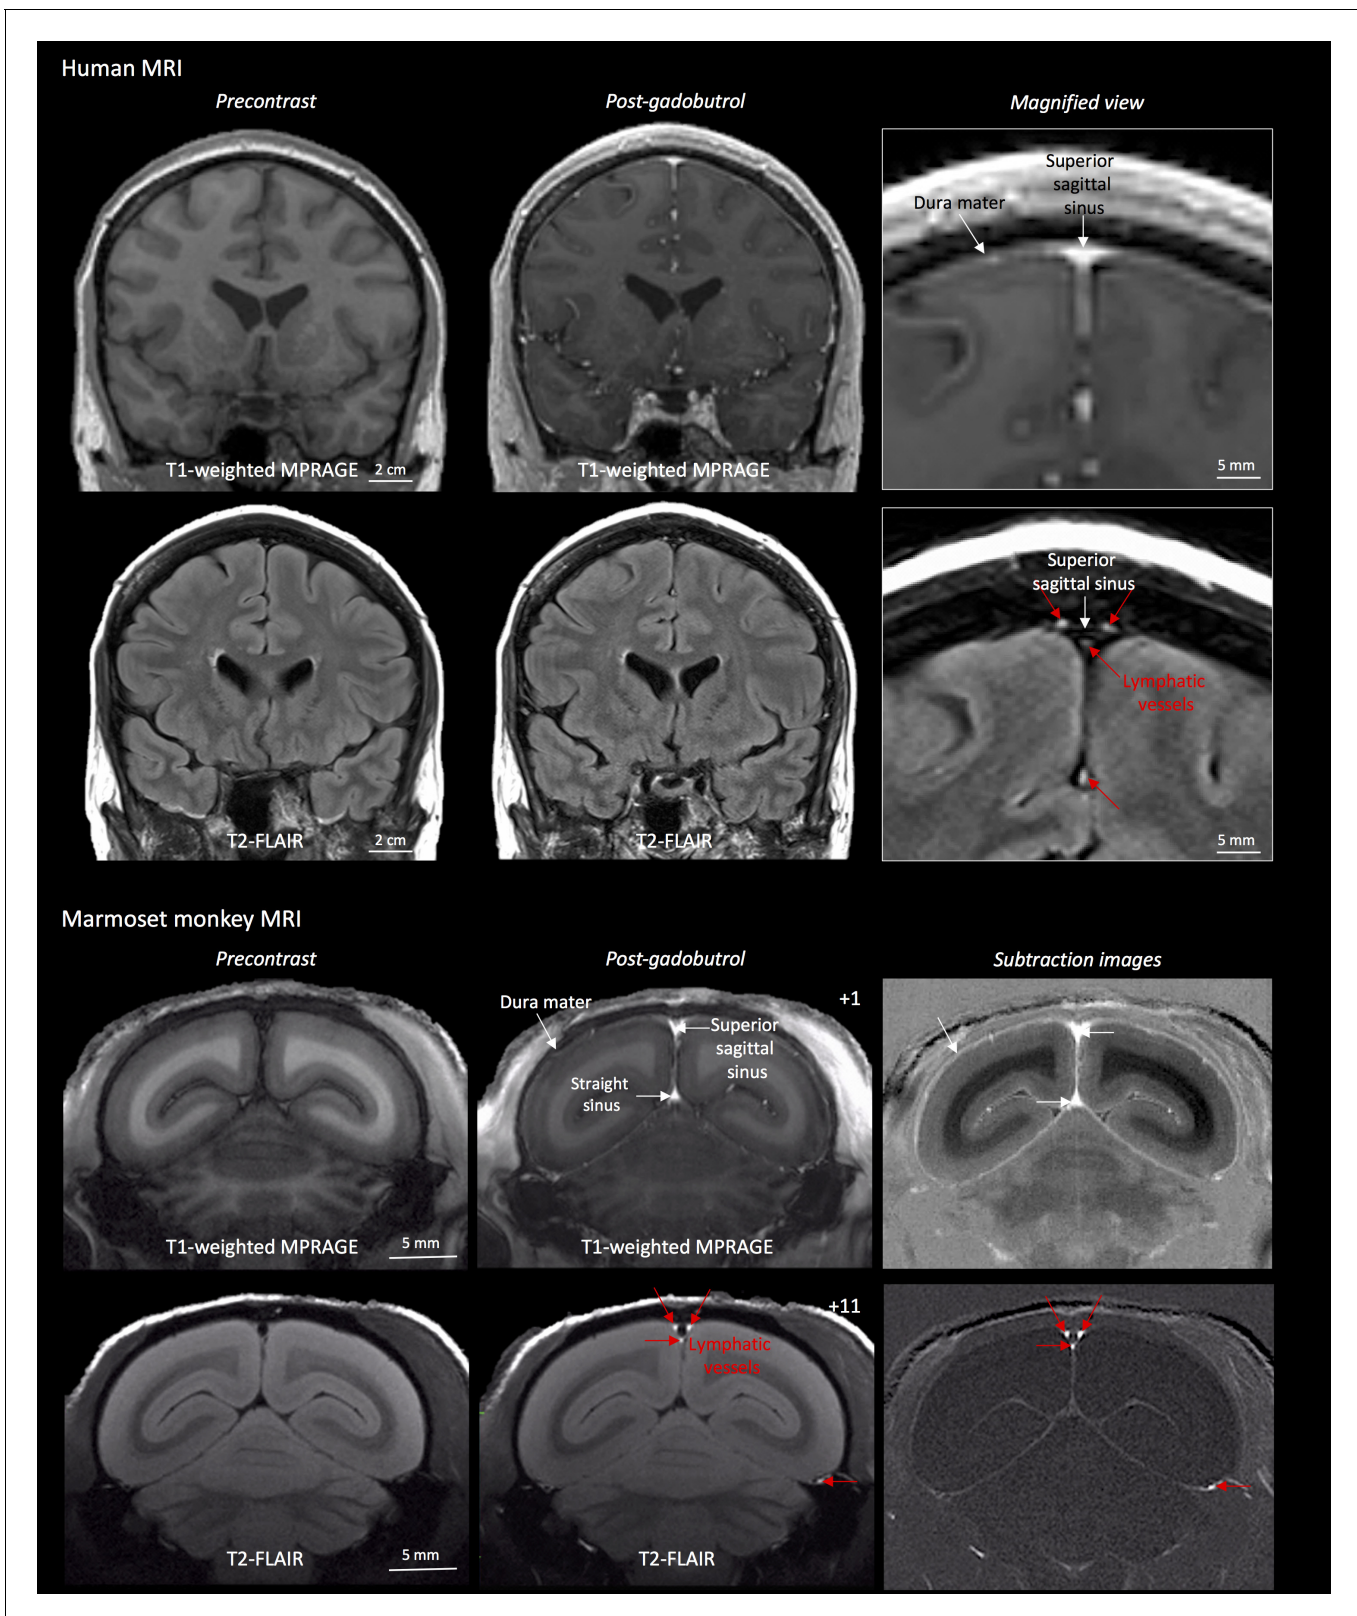 Human MRI
Precontrast
Post-gadobutrol
Magnified view
Superior
sagittal
sinus
Dura mater
T1-weighted MPRAGE
2 cm
T1-weighted MPRAGE
5 mm
Superior
sagittal sinus
Lymphatic
vessels
T2-FLAIR
2 cm
T2-FLAIR
5 mm
Marmoset monkey MRI
Precontrast
Post-gadobutrol
Subtraction images
Dura mater
+1
Superior
sagittal
sinus
Straight
sinus
T1-weighted MPRAGE
5 mm
T1-weighted MPRAGE
+11
Lymphatic
vessels
T2-FLAIR
5 mm
T2-FLAIR